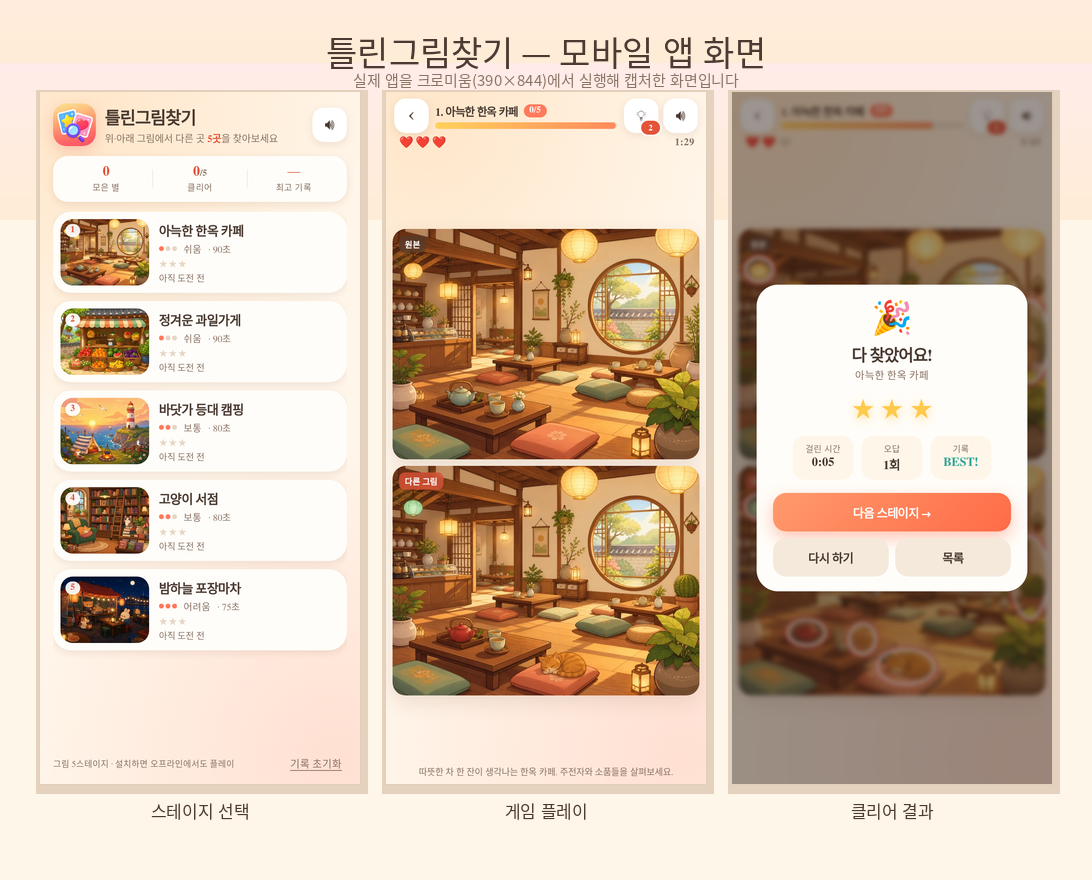 틀린그림찾기 — 모바일 앱 화면
실제 앱을 크로미움(390×844)에서 실행해 캡처한 화면입니다
틀린그림찾기
위·아래 그림에서 다른 곳 5곳을 찾아보세요
0
모은 별
0/5
클리어
—
최고 기록
1
아늑한 한옥 카페
쉬움 · 90초
아직 도전 전
2
정겨운 과일가게
쉬움 · 90초
아직 도전 전
3
바닷가 등대 캠핑
보통 · 80초
아직 도전 전
4
고양이 서점
보통 · 80초
아직 도전 전
5
밤하늘 포장마차
어려움 · 75초
아직 도전 전
그림 5스테이지 · 설치하면 오프라인에서도 플레이
기록 초기화
스테이지 선택
1. 아늑한 한옥 카페 0/5
2
1:29
원본
다른 그림
따뜻한 차 한 잔이 생각나는 한옥 카페. 주전자와 소품들을 살펴보세요.
게임 플레이
다 찾았어요!
아늑한 한옥 카페
걸린 시간
0:05
오답
1회
기록
BEST!
다음 스테이지 →
다시 하기
목록
클리어 결과